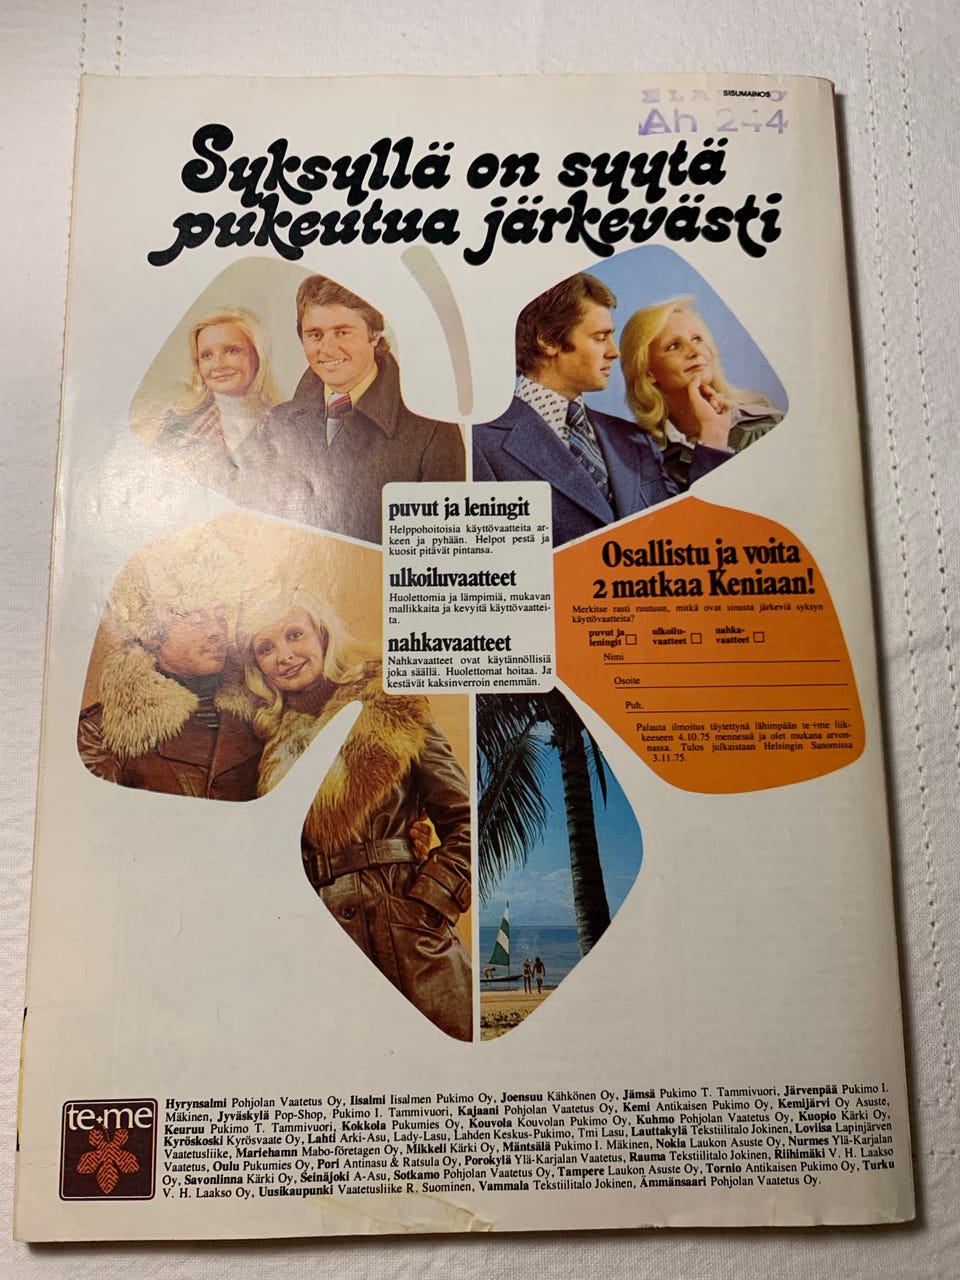 SISUMAINOS
Ah 244
Syksyllä on syytä
pukeutua järkevästi
puvut ja leningit
Helppohoitoisia käyttövaatteita ar-
keen ja pyhään. Helpot pestä ja
kuosit pitävät pintansa.
ulkoiluvaatteet
Huolettomia ja lämpimiä, mukavan
mallikkaita ja kevyitä käyttövaattei-
ta.
nahkavaatteet
Nahkavaatteet ovat käytännöllisiä
joka säällä. Huolettomat hoitaa. Ja
kestävät kaksinverroin enemmän.
Osallistu ja voita
2 matkaa Keniaan!
Merkitse rasti ruutuun, mitkä ovat sinusta järkeviä syksyn
käyttövaatteita?
puvut ja
leningit
ulkoilu-
vaatteet
nahka-
vaatteet
Nimi
Osoite
Puh.
Palauta ilmoitus täytettynä lähimpään te+me liik-
keeseen 4.10.75 mennessä ja olet mukana arvon-
nassa. Tulos julkaistaan Helsingin Sanomissa
3.11.75.
te+me
Hyrynsalmi Pohjolan Vaatetus Oy, Iisalmi Iisalmen Pukimo Oy, Joensuu Kähkönen Oy, Jämsä Pukimo T. Tammivuori, Järvenpää Pukimo I.
Mäkinen, Jyväskylä Pop-Shop, Pukimo I. Tammivuori, Kajaani Pohjolan Vaatetus Oy, Kemi Antikaisen Pukimo Oy, Kemijärvi Oy Asuste,
Keuruu Pukimo T. Tammivuori, Kokkola Pukumies Oy, Kouvola Kouvolan Pukimo Oy, Kuhmo Pohjolan Vaatetus Oy, Kuopio Kärki Oy,
Kyröskoski Kyrösvaate Oy, Lahti Arki-Asu, Lady-Lasu, Lahden Keskus-Pukimo, Tmi Lasu, Lauttakylä Tekstiilitalo Jokinen, Loviisa Lapinjärven
Vaatetusliike, Mariehamn Mabo-företagen Oy, Mikkeli Kärki Oy, Mäntsälä Pukimo I. Mäkinen, Nokia Laukon Asuste Oy, Nurmes Ylä-Karjalan
Vaatetus, Oulu Pukumies Oy, Pori Antinasu & Ratsula Oy, Porokylä Ylä-Karjalan Vaatetus, Rauma Tekstiilitalo Jokinen, Riihimäki V. H. Laakso
Oy, Savonlinna Kärki Oy, Seinäjoki A-Asu, Sotkamo Pohjolan Vaatetus Oy, Tampere Laukon Asuste Oy, Tornio Antikaisen Pukimo Oy, Turku
V. H. Laakso Oy, Uusikaupunki Vaatetusliike R. Suominen, Vammala Tekstiilitalo Jokinen, Ämmänsaari Pohjolan Vaatetus Oy.